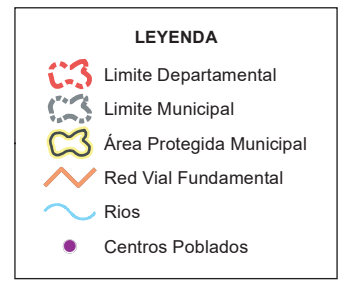 LEYENDA
Limite Departamental
Limite Municipal
Área Protegida Municipal
Red Vial Fundamental
Rios
Centros Poblados